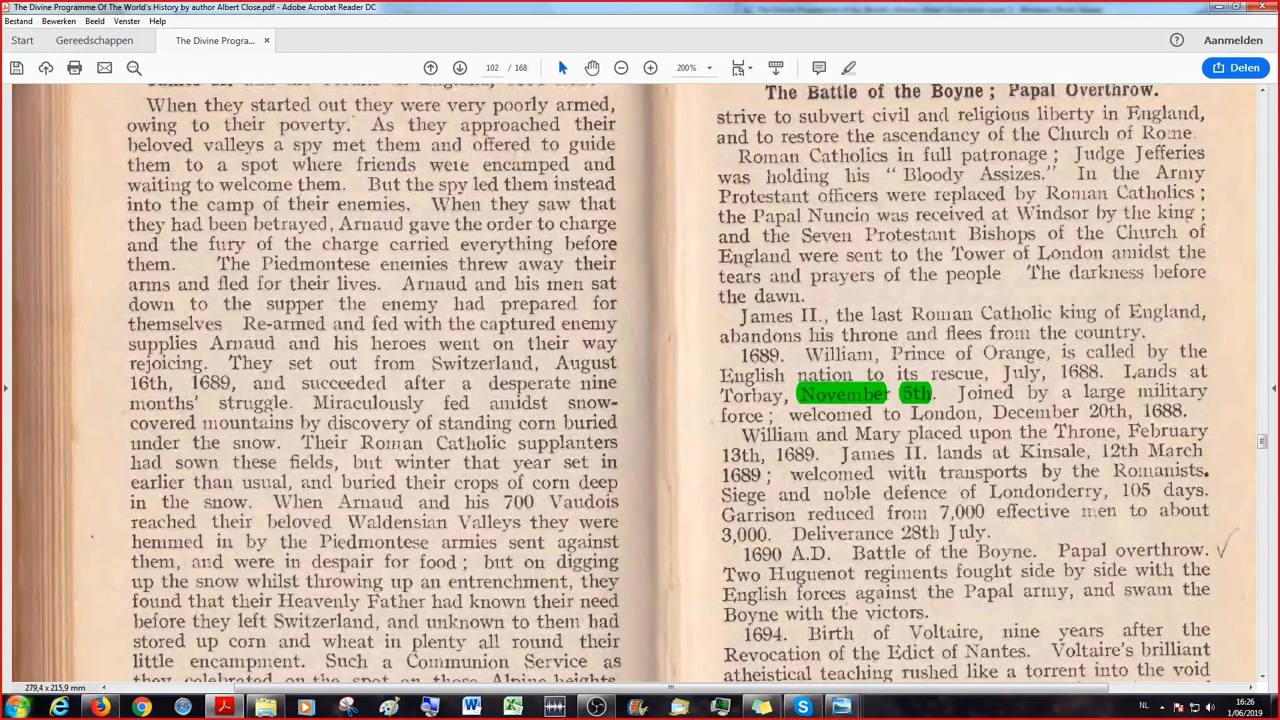 The Divine Programme Of The World's History by author Albert Close.pdf - Adobe Acrobat Reader DC
Bestand Bewerken Beeld Venster Help
Start Gereedschappen The Divine Progra... × Aanmelden
102 / 168 200% Delen
When they started out they were very poorly armed,
owing to their poverty. As they approached their
beloved valleys a spy met them and offered to guide
them to a spot where friends were encamped and
waiting to welcome them. But the spy led them instead
into the camp of their enemies. When they saw that
they had been betrayed, Arnaud gave the order to charge
and the fury of the charge carried everything before
them. The Piedmontese enemies threw away their
arms and fled for their lives. Arnaud and his men sat
down to the supper the enemy had prepared for
themselves Re-armed and fed with the captured enemy
supplies Arnaud and his heroes went on their way
rejoicing. They set out from Switzerland, August
16th, 1689, and succeeded after a desperate nine
months' struggle. Miraculously fed amidst snow-
covered mountains by discovery of standing corn buried
under the snow. Their Roman Catholic supplanters
had sown these fields, but winter that year set in
earlier than usual, and buried their crops of corn deep
in the snow. When Arnaud and his 700 Vaudois
reached their beloved Waldensian Valleys they were
hemmed in by the Piedmontese armies sent against
them, and were in despair for food ; but on digging
up the snow whilst throwing up an entrenchment, they
found that their Heavenly Father had known their need
before they left Switzerland, and unknown to them had
stored up corn and wheat in plenty all round their
little encampment. Such a Communion Service as
they celebrated on the spot on those Alpine heights
The Battle of the Boyne ; Papal Overthrow.
strive to subvert civil and religious liberty in England,
and to restore the ascendancy of the Church of Rome.
Roman Catholics in full patronage ; Judge Jefferies
was holding his " Bloody Assizes." In the Army
Protestant officers were replaced by Roman Catholics ;
the Papal Nuncio was received at Windsor by the king ;
and the Seven Protestant Bishops of the Church of
England were sent to the Tower of London amidst the
tears and prayers of the people The darkness before
the dawn.
James II., the last Roman Catholic king of England,
abandons his throne and flees from the country.
1689. William, Prince of Orange, is called by the
English nation to its rescue, July, 1688. Lands at
Torbay, November 5th. Joined by a large military
force ; welcomed to London, December 20th, 1688.
William and Mary placed upon the Throne, February
13th, 1689. James II. lands at Kinsale, 12th March
1689 ; welcomed with transports by the Romanists.
Siege and noble defence of Londonderry, 105 days.
Garrison reduced from 7,000 effective men to about
3,000. Deliverance 28th July.
1690 A.D. Battle of the Boyne. Papal overthrow.
Two Huguenot regiments fought side by side with the
English forces against the Papal army, and swam the
Boyne with the victors.
1694. Birth of Voltaire, nine years after the
Revocation of the Edict of Nantes. Voltaire's brilliant
atheistical teaching rushed like a torrent into the void
279,4 x 215,9 mm
NL 16:26
1/06/2019